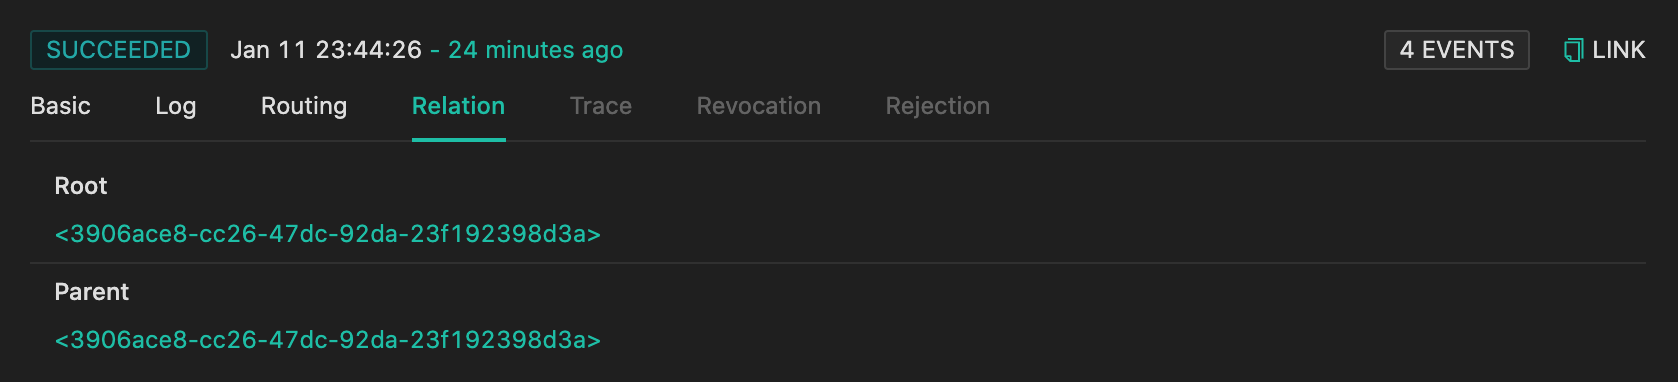 SUCCEEDED Jan 11 23:44:26 - 24 minutes ago 4 EVENTS LINK
Basic Log Routing Relation Trace Revocation Rejection
Root
<3906ace8-cc26-47dc-92da-23f192398d3a>
Parent
<3906ace8-cc26-47dc-92da-23f192398d3a>